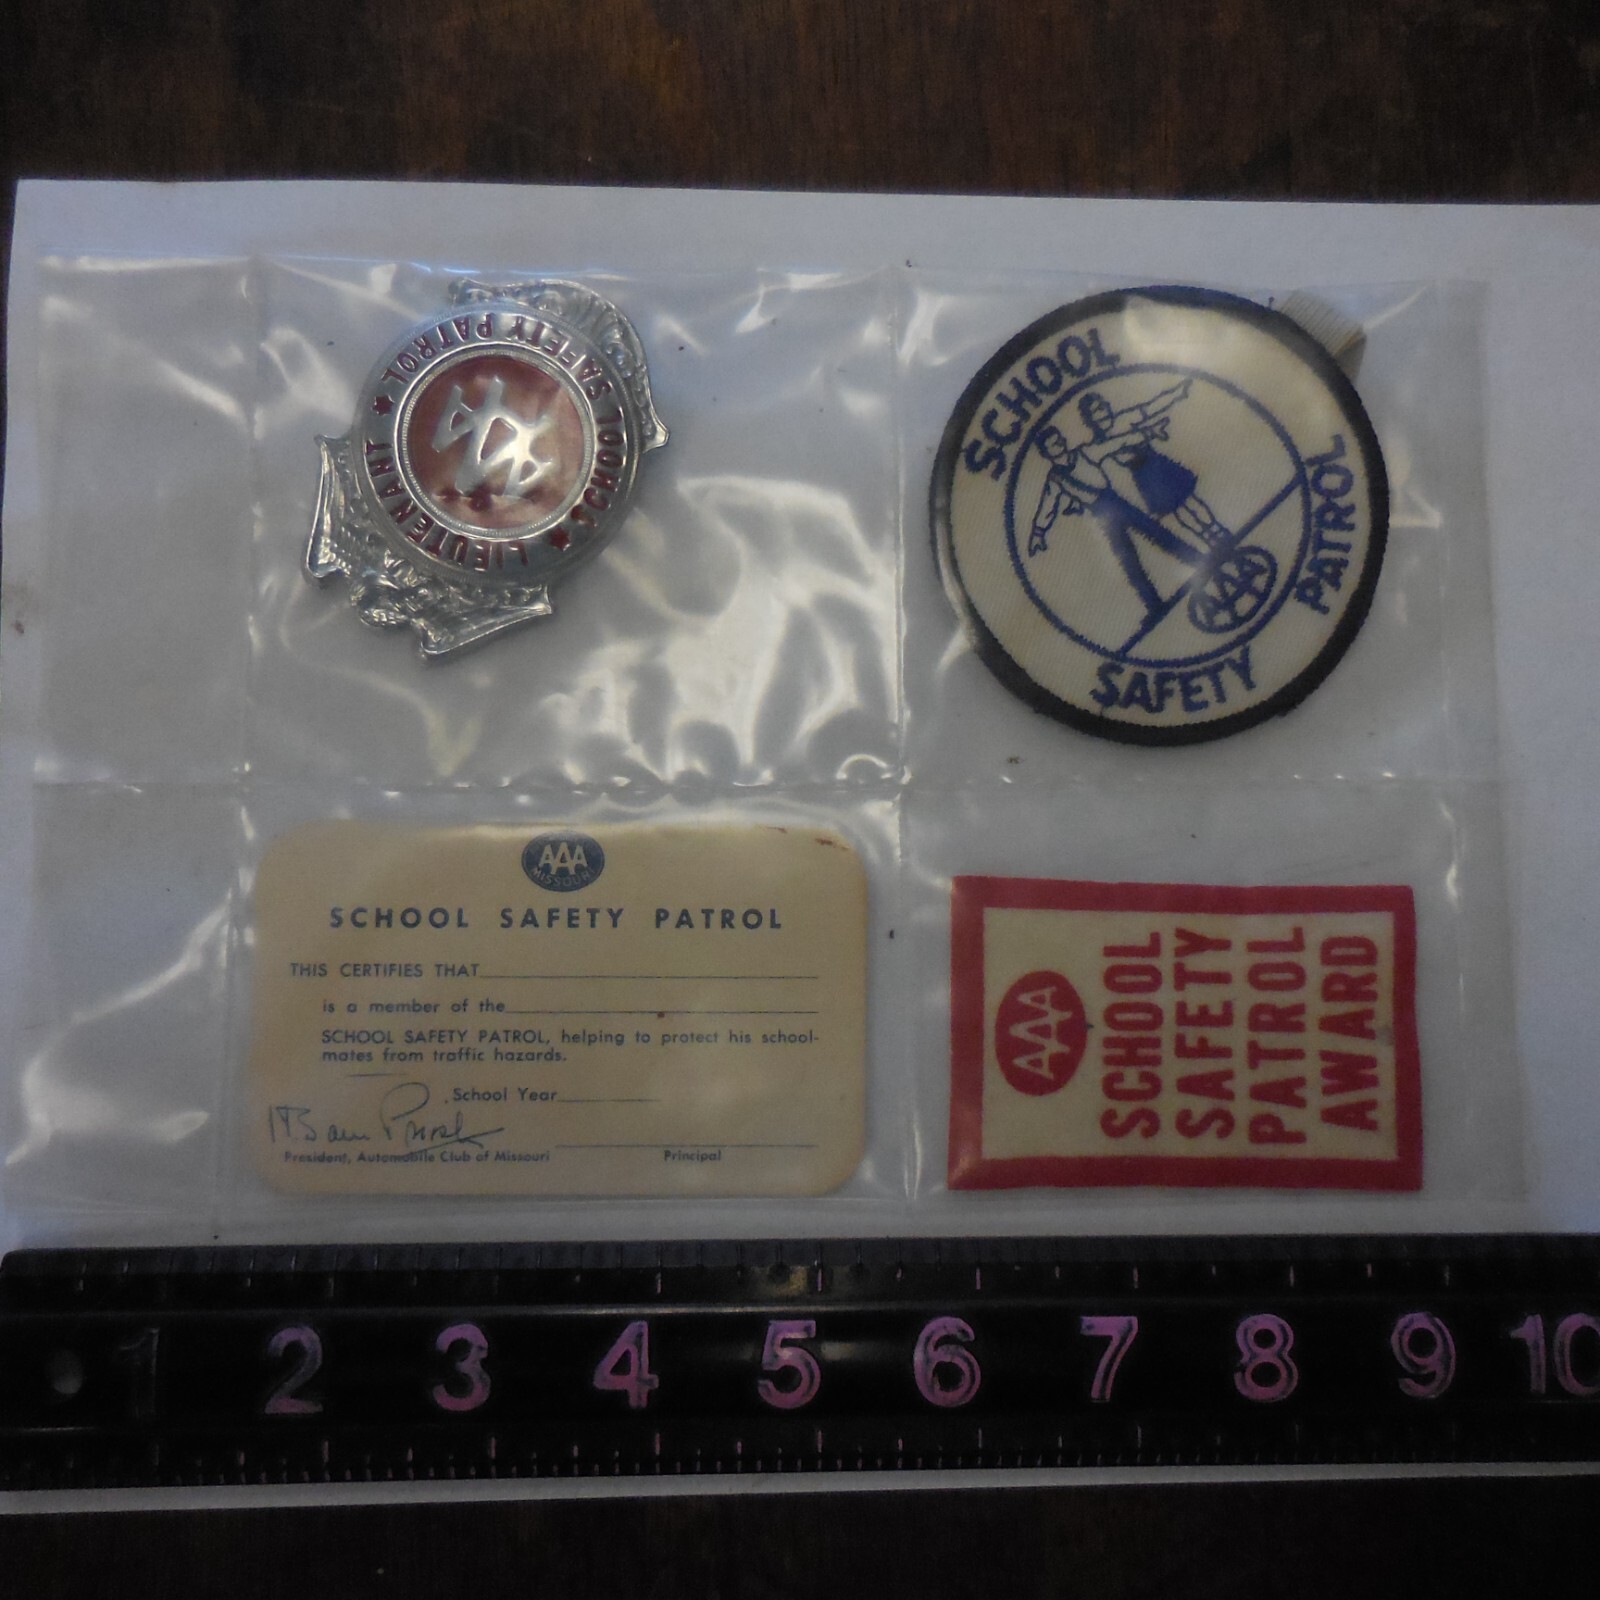 LIEUTENANT
SCHOOL SAFETY PATROL
AAA
SCHOOL
SAFETY
PATROL
AAA
AAA
MISSOURI
SCHOOL SAFETY PATROL
THIS CERTIFIES THAT
is a member of the
SCHOOL SAFETY PATROL, helping to protect his school-
mates from traffic hazards.
School Year
President, Automobile Club of Missouri Principal
AAA
SCHOOL
SAFETY
PATROL
AWARD
1 2 3 4 5 6 7 8 9 10